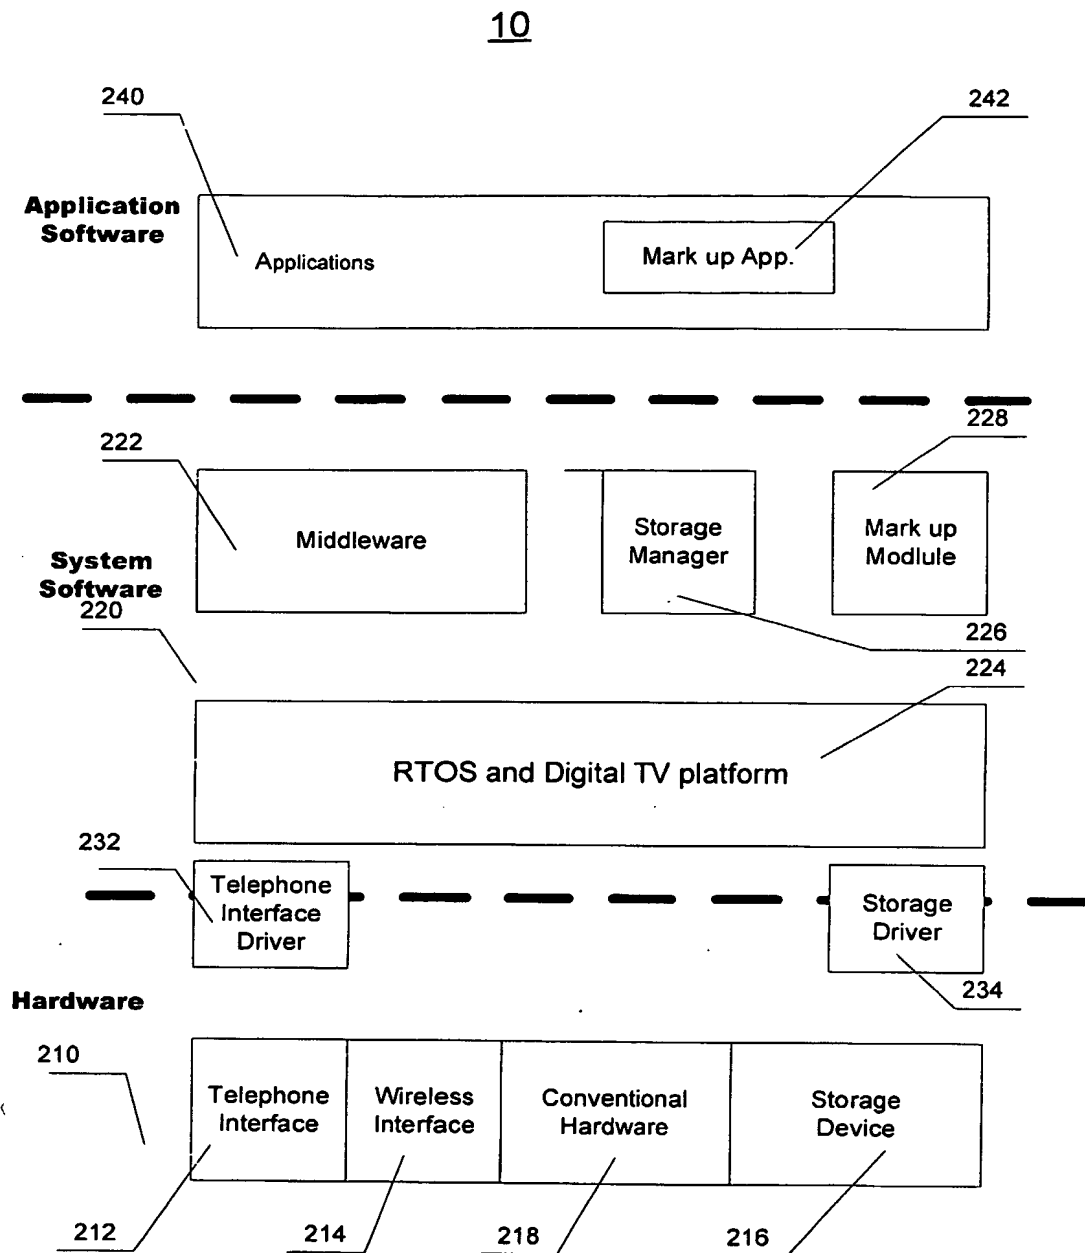 10
240
242
Application
Software
Applications
Mark up App.
228
222
Middleware
Storage
Manager
Mark up
Modlule
System
Software
220
226
224
RTOS and Digital TV platform
232
Telephone
Interface
Driver
Storage
Driver
234
Hardware
210
Telephone
Interface
Wireless
Interface
Conventional
Hardware
Storage
Device
212
214
218
216